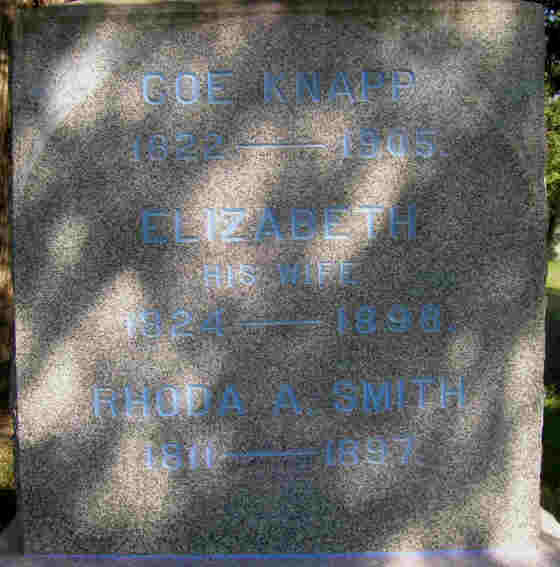 COE KNAPP
1822 — 1905.
ELIZABETH
HIS WIFE
1824 — 1898.
RHODA A. SMITH
1811 — 1897.